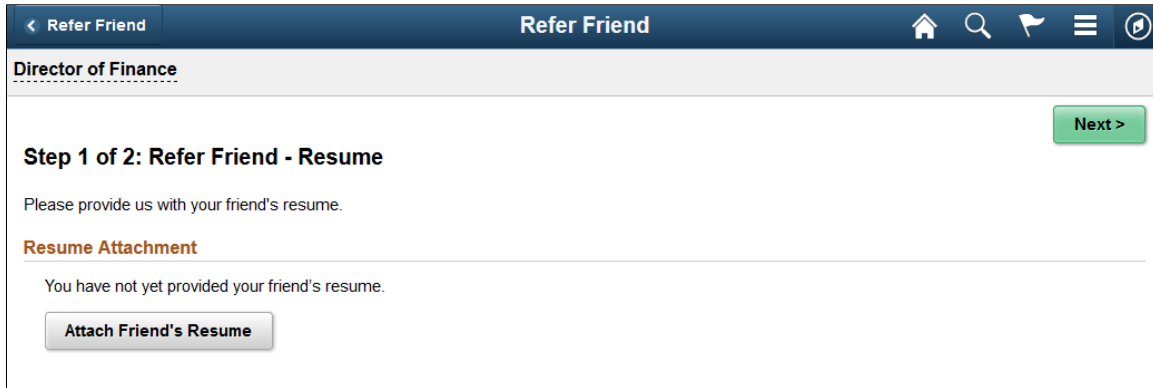 Refer Friend
Refer Friend
Director of Finance
Next >
Step 1 of 2: Refer Friend - Resume
Please provide us with your friend's resume.
Resume Attachment
You have not yet provided your friend’s resume.
Attach Friend's Resume